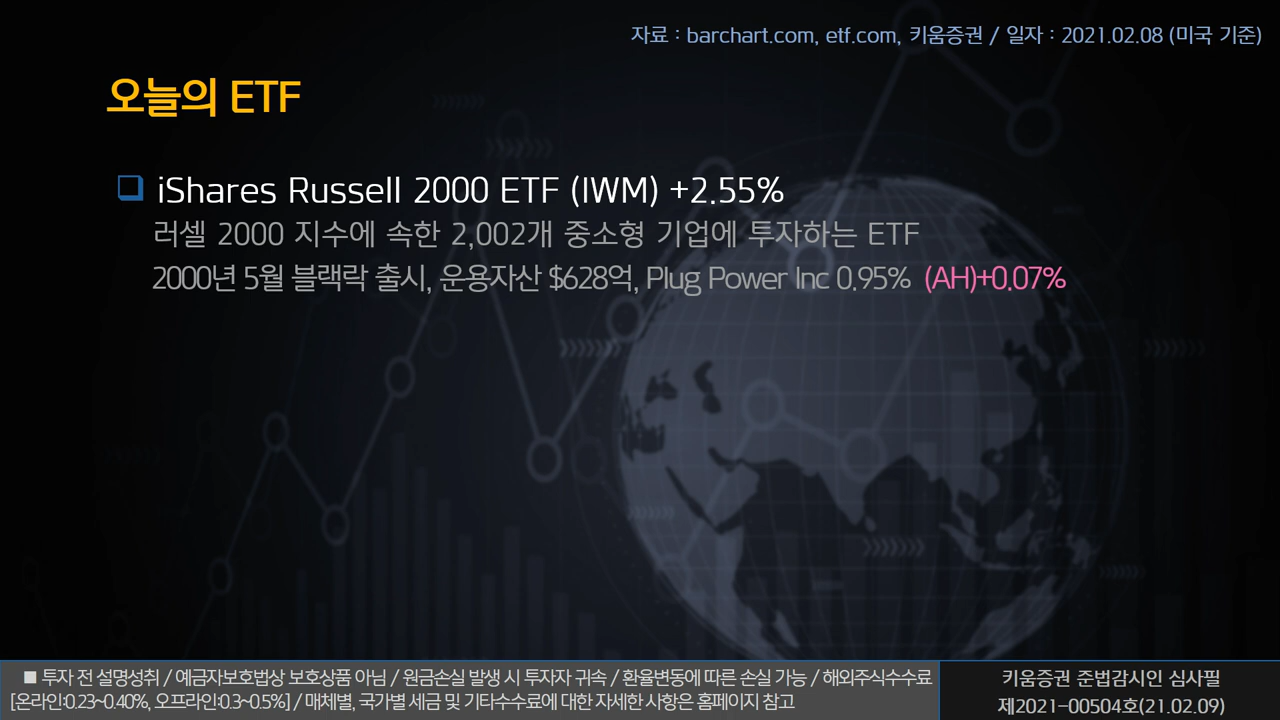 자료 : barchart.com, etf.com, 키움증권 / 일자 : 2021.02.08 (미국 기준)
오늘의 ETF
❑ iShares Russell 2000 ETF (IWM) +2.55%
러셀 2000 지수에 속한 2,002개 중소형 기업에 투자하는 ETF
2000년 5월 블랙락 출시, 운용자산 $628억, Plug Power Inc 0.95% (AH)+0.07%
■ 투자 전 설명청취 / 예금자보호법상 보호상품 아님 / 원금손실 발생 시 투자자 귀속 / 환율변동에 따른 손실 가능 / 해외주식수수료
[온라인:0.23~0.40%, 오프라인:0.3~0.5%] / 매체별, 국가별 세금 및 기타수수료에 대한 자세한 사항은 홈페이지 참고
키움증권 준법감시인 심사필
제2021-00504호(21.02.09)